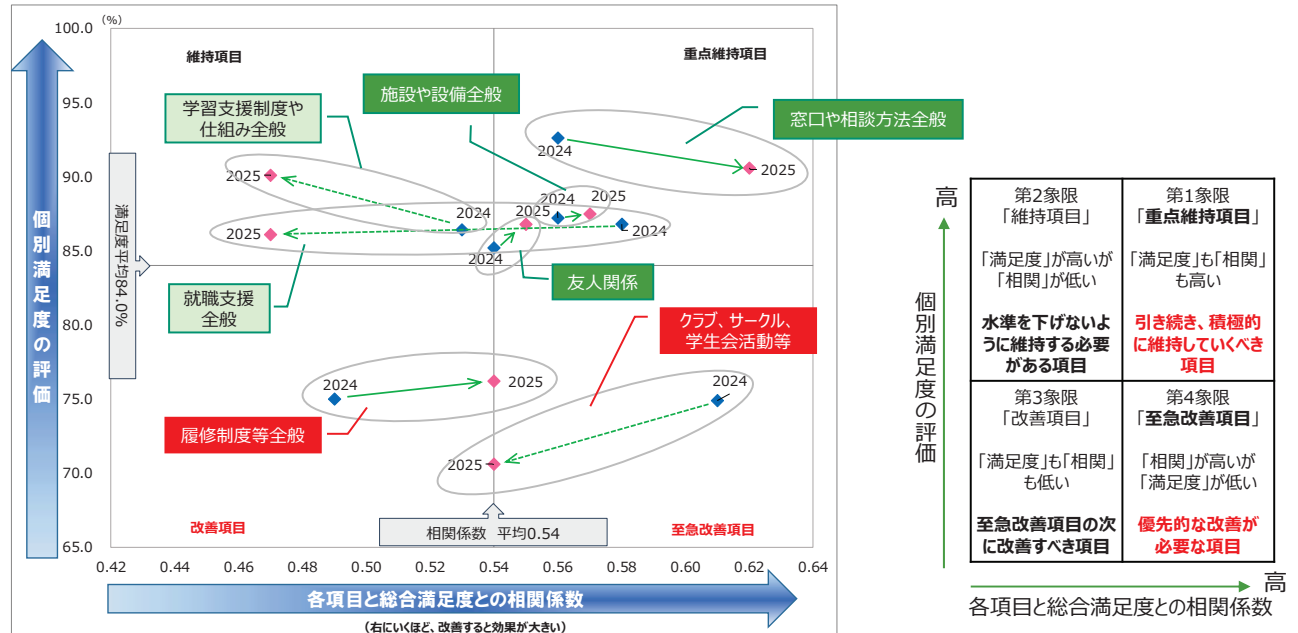 (%)
100.0
95.0
90.0
85.0
80.0
75.0
70.0
65.0
個別満足度の評価
満足度平均84.0%
維持項目
重点維持項目
学習支援制度や
仕組み全般
施設や設備全般
窓口や相談方法全般
2024
2025
2025
2024
2024
2025
2025
2024
2025
2024
就職支援
全般
友人関係
クラブ、サークル、
学生会活動等
2024
2025
2024
履修制度等全般
2025
改善項目
相関係数 平均0.54
至急改善項目
0.42
0.44
0.46
0.48
0.50
0.52
0.54
0.56
0.58
0.60
0.62
0.64
各項目と総合満足度との相関係数
(右にいくほど、改善すると効果が大きい)
高
個別満足度の評価
第2象限
「維持項目」
「満足度」が高いが
「相関」が低い
水準を下げないよ
うに維持する必要
がある項目
第1象限
「重点維持項目」
「満足度」も「相関」
も高い
引き続き、積極的
に維持していくべき
項目
第3象限
「改善項目」
「満足度」も「相関」
も低い
至急改善項目の次
に改善すべき項目
第4象限
「至急改善項目」
「相関」が高いが
「満足度」が低い
優先的な改善が
必要な項目
高
各項目と総合満足度との相関係数